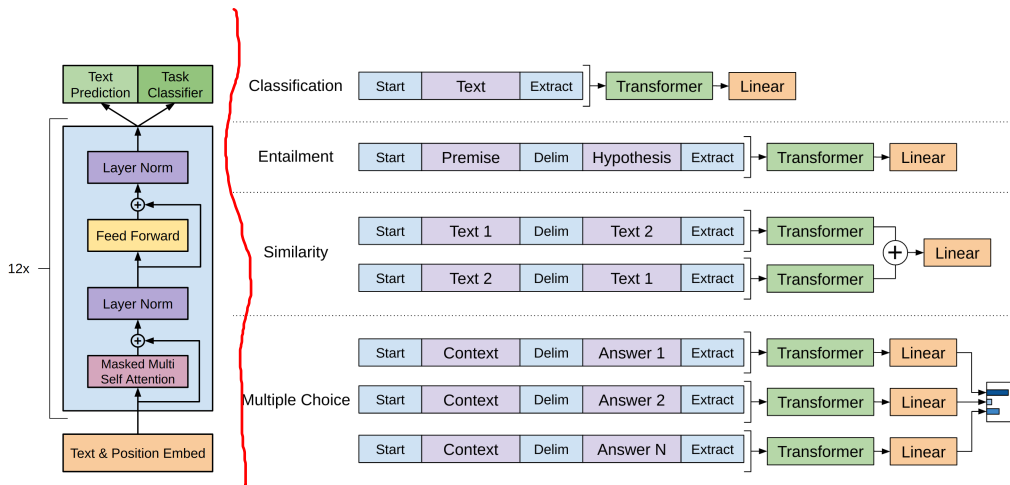 Text
Prediction
Task
Classifier
Layer Norm
Feed Forward
12x
Layer Norm
Masked Multi
Self Attention
Text & Position Embed
Classification
Start Text Extract Transformer Linear
Entailment
Start Premise Delim Hypothesis Extract Transformer Linear
Similarity
Start Text 1 Delim Text 2 Extract Transformer
Linear
Start Text 2 Delim Text 1 Extract Transformer
Multiple Choice
Start Context Delim Answer 1 Extract Transformer Linear
Start Context Delim Answer 2 Extract Transformer Linear
Start Context Delim Answer N Extract Transformer Linear